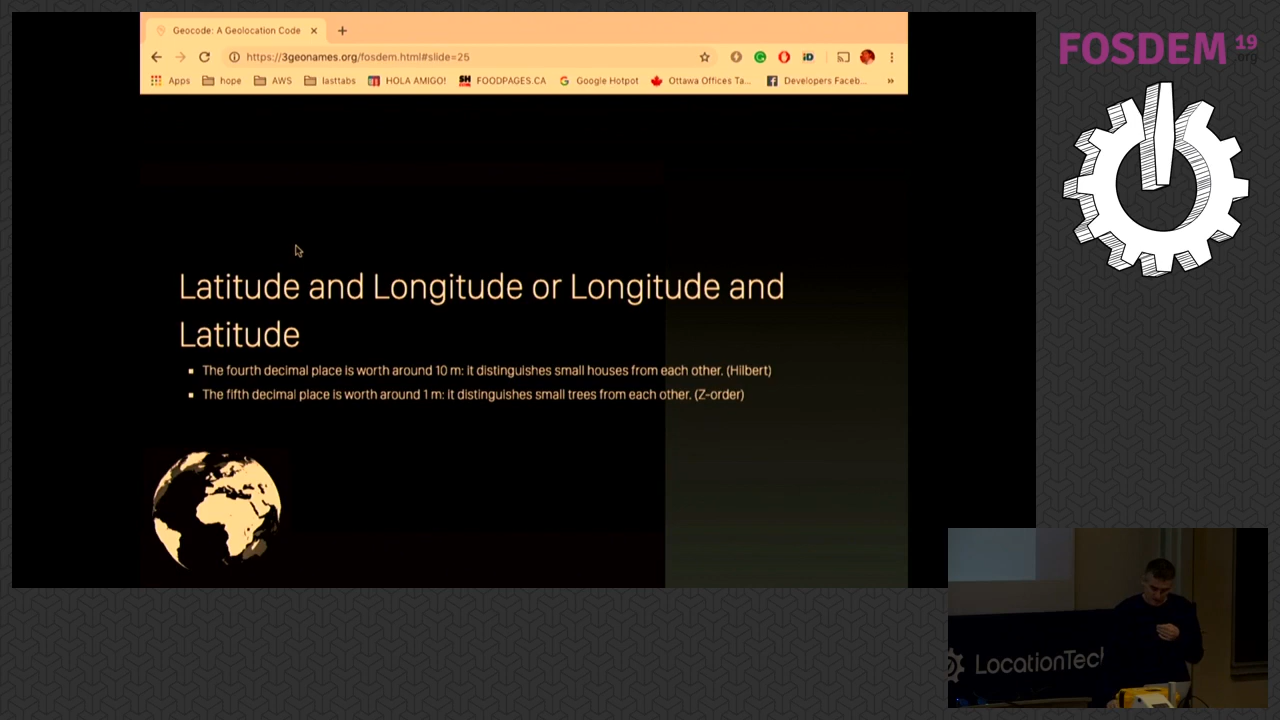 Geocode: A Geolocation Code
https://3geonames.org/fosdem.html#slide=25
Apps hope AWS lasttabs HOLA AMIGO! SH FOODPAGES.CA G Google Hotpot Ottawa Offices Ta... Developers Faceb... »
FOSDEM 19
.org
Latitude and Longitude or Longitude and
Latitude
The fourth decimal place is worth around 10 m: it distinguishes small houses from each other. (Hilbert)
The fifth decimal place is worth around 1 m: it distinguishes small trees from each other. (Z-order)
LocationTech